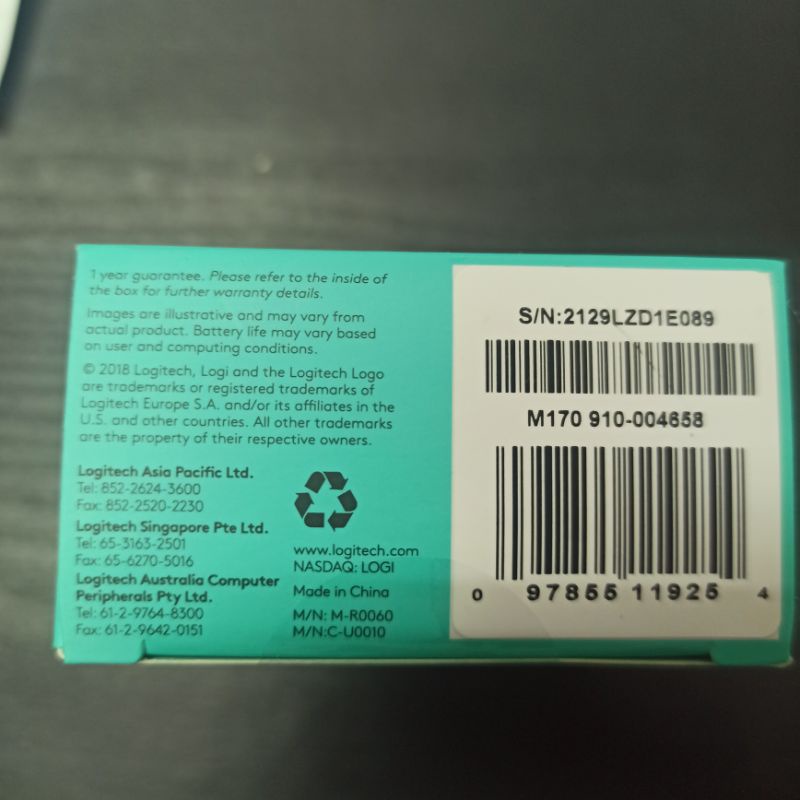 1 year guarantee. Please refer to the inside of
the box for further warranty details.
Images are illustrative and may vary from
actual product. Battery life may vary based
on user and computing conditions.
© 2018 Logitech, Logi and the Logitech Logo
are trademarks or registered trademarks of
Logitech Europe S.A. and/or its affiliates in the
U.S. and other countries. All other trademarks
are the property of their respective owners.
Logitech Asia Pacific Ltd.
Tel: 852-2624-3600
Fax: 852-2520-2230
Logitech Singapore Pte Ltd.
Tel: 65-3163-2501
Fax: 65-6270-5016
Logitech Australia Computer
Peripherals Pty Ltd.
Tel: 61-2-9764-8300
Fax: 61-2-9642-0151
www.logitech.com
NASDAQ: LOGI
Made in China
M/N: M-R0060
M/N:C-U0010
S/N:2129LZD1E089
M170 910-004658
0 97855 11925 4